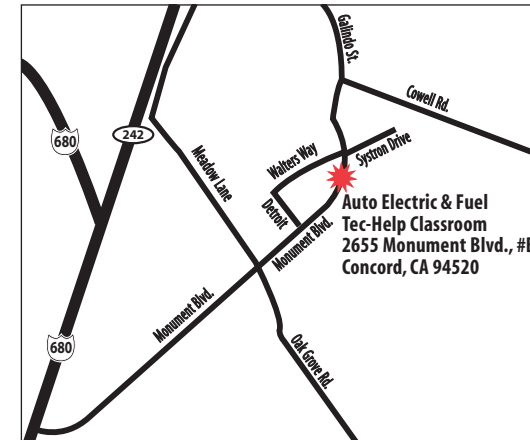 Galindo St.
Cowell Rd.
680
242
Walters Way
Systron Drive
Meadow Lane
Detroit
Auto Electric & Fuel
Tec-Help Classroom
2655 Monument Blvd., #
Concord, CA 94520
Monument Blvd.
Monument Blvd.
680
Oak Grove Rd.